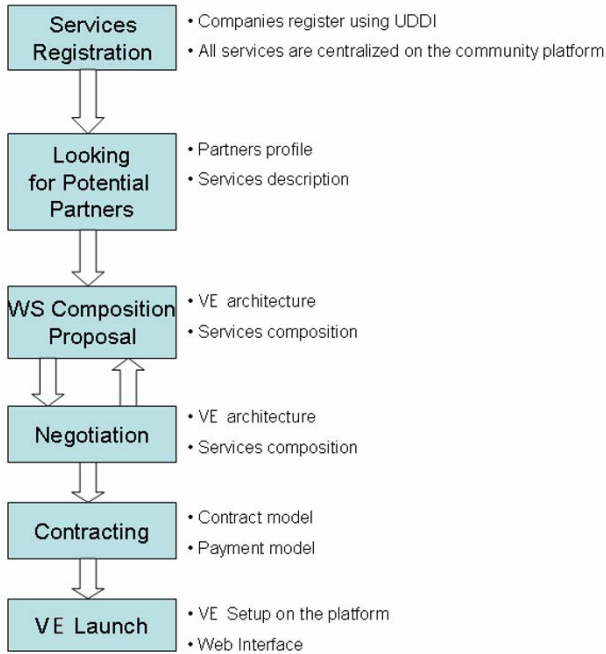 Services
Registration
• Companies register using UDDI
• All services are centralized on the community platform
Looking
for Potential
Partners
• Partners profile
• Services description
WS Composition
Proposal
• VE architecture
• Services composition
Negotiation
• VE architecture
• Services composition
Contracting
• Contract model
• Payment model
VE Launch
• VE Setup on the platform
• Web Interface